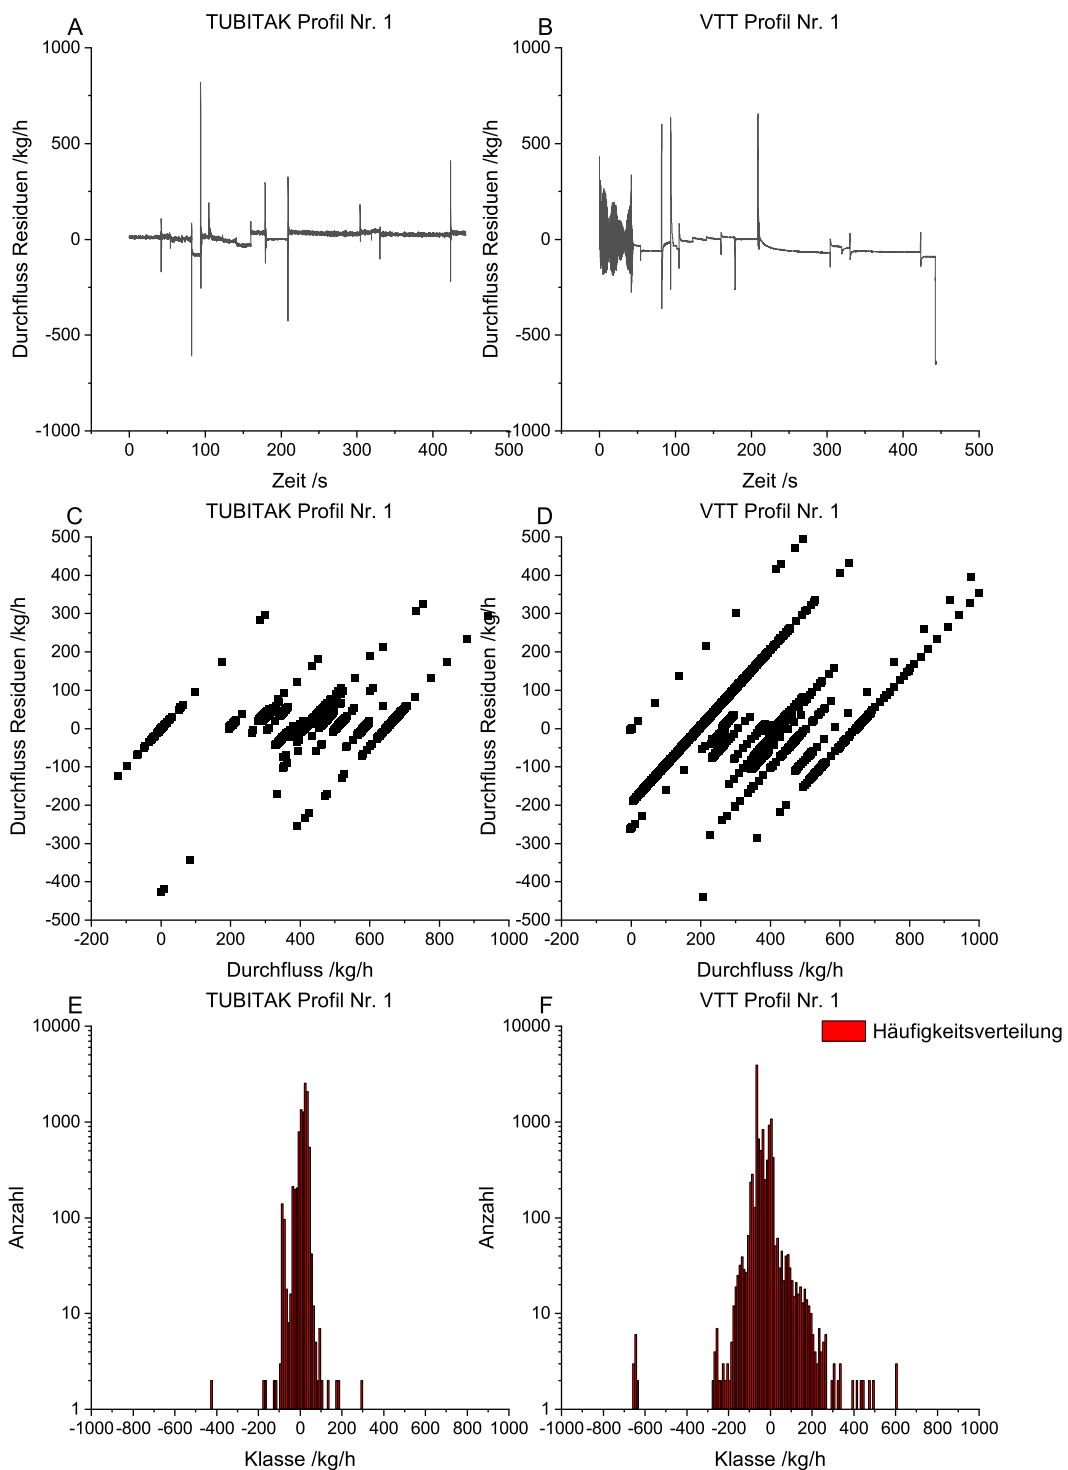 A TUBITAK Profil Nr. 1
1000
500
0
-500
-1000
Durchfluss Residuen /kg/h
0 100 200 300 400 500
Zeit /s
B VTT Profil Nr. 1
1000
500
0
-500
-1000
Durchfluss Residuen /kg/h
0 100 200 300 400 500
Zeit /s
C TUBITAK Profil Nr. 1
500
400
300
200
100
0
-100
-200
-300
-400
-500
Durchfluss Residuen /kg/h
-200 0 200 400 600 800 1000
Durchfluss /kg/h
D VTT Profil Nr. 1
500
400
300
200
100
0
-100
-200
-300
-400
-500
Durchfluss Residuen /kg/h
-200 0 200 400 600 800 1000
Durchfluss /kg/h
E TUBITAK Profil Nr. 1
10000
1000
100
10
1
Anzahl
-1000 -800 -600 -400 -200 0 200 400 600 800 1000
Klasse /kg/h
F VTT Profil Nr. 1
Häufigkeitsverteilung
10000
1000
100
10
1
Anzahl
-1000 -800 -600 -400 -200 0 200 400 600 800 1000
Klasse /kg/h